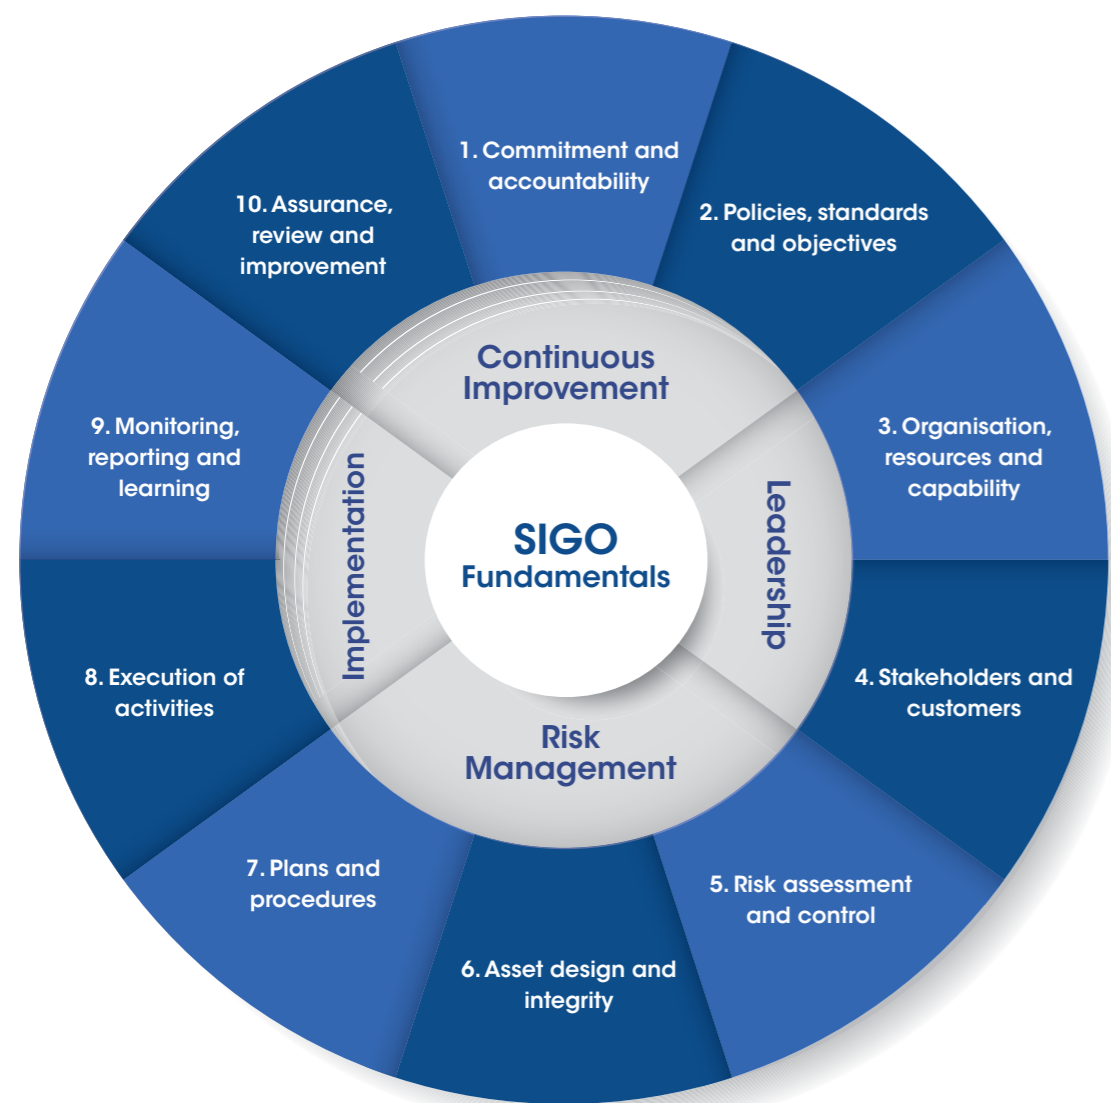 1. Commitment and
accountability
2. Policies, standards
and objectives
3. Organisation,
resources and
capability
4. Stakeholders and
customers
5. Risk assessment
and control
6. Asset design and
integrity
7. Plans and
procedures
8. Execution of
activities
9. Monitoring,
reporting and
learning
10. Assurance,
review and
improvement
Continuous
Improvement
Leadership
Risk
Management
Implementation
SIGO
Fundamentals